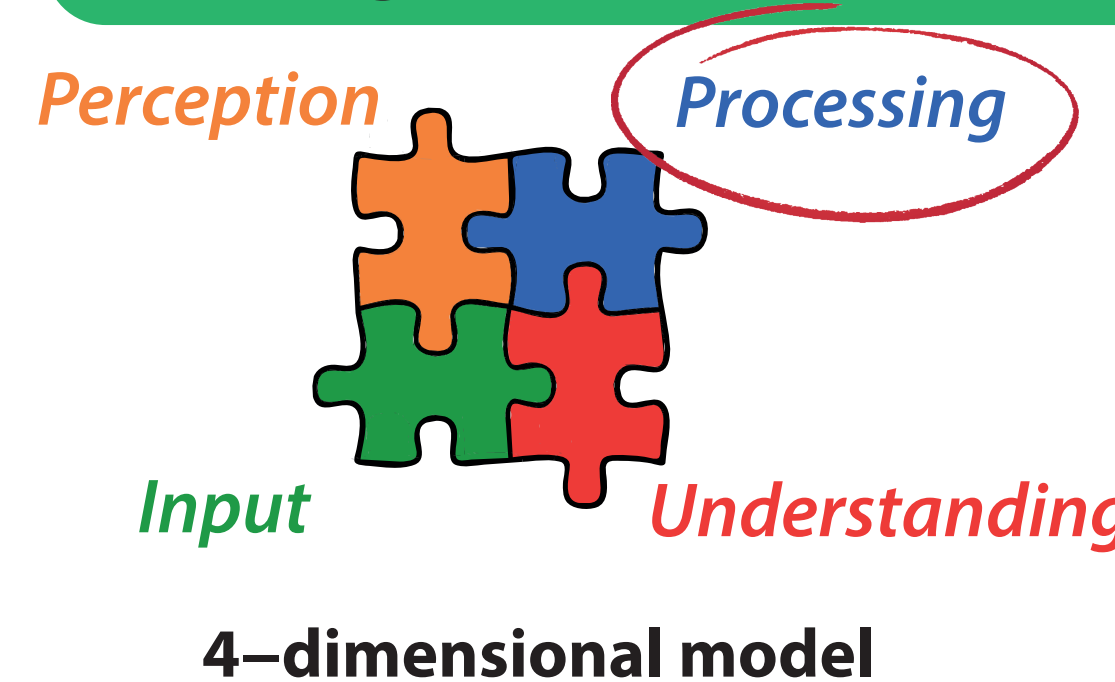 Perception
Processing
Input
Understanding
4–dimensional model